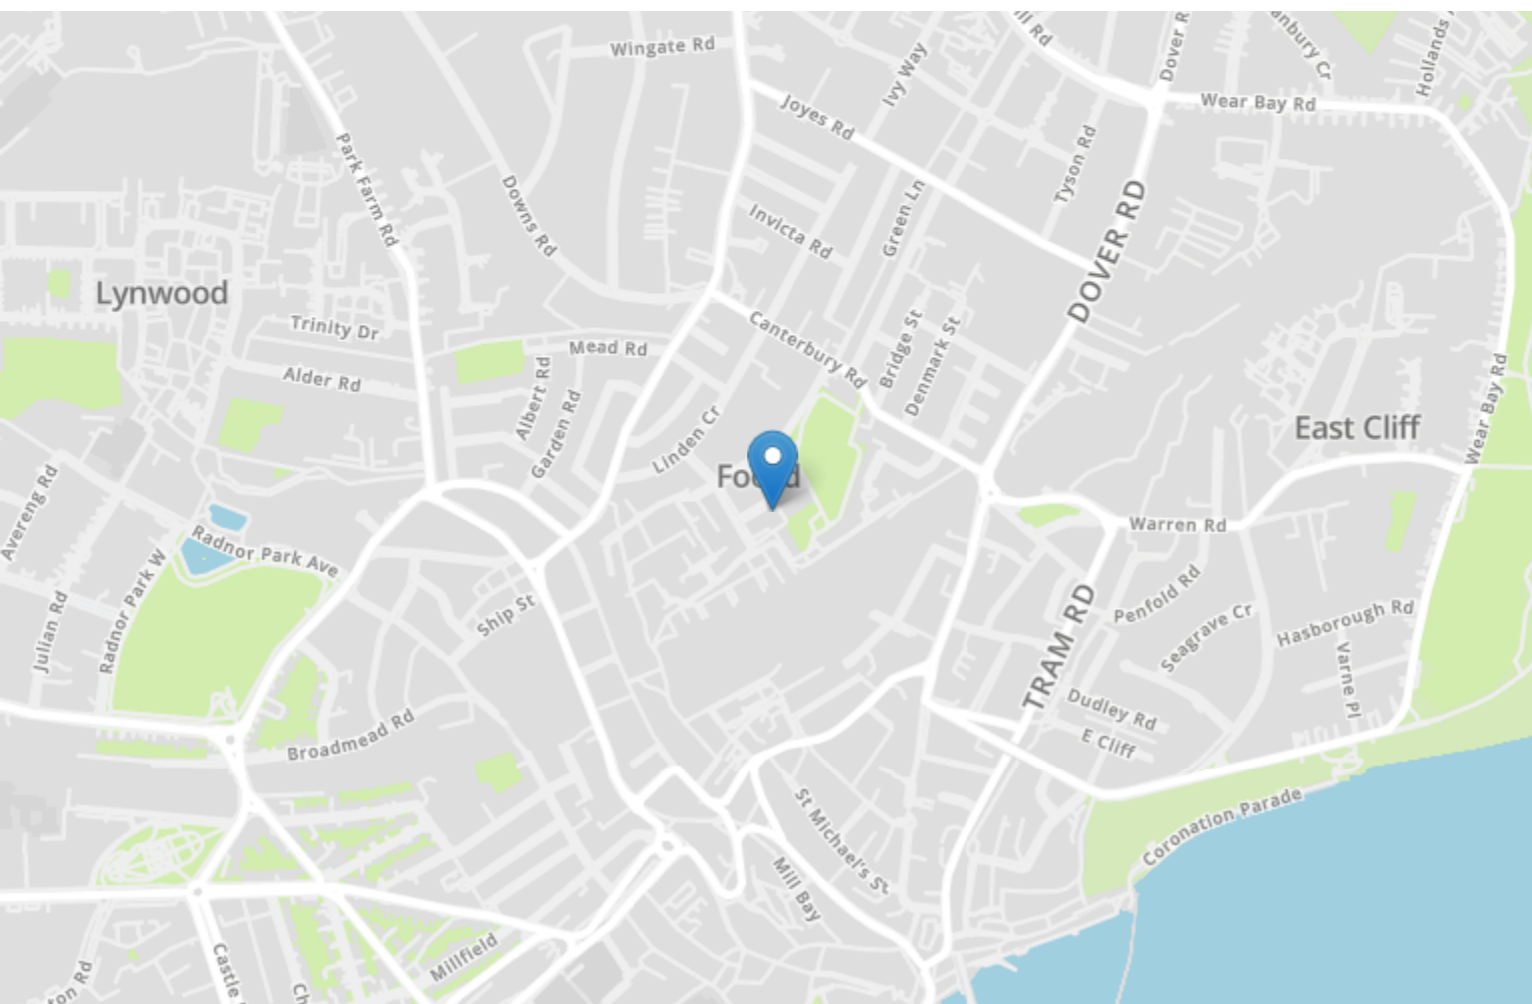 Wingate Rd
Ivy Way
Dover R
Hollands
Joyes Rd
Wear Bay Rd
Park Farm Rd
Tyson Rd
Downs Rd
Invicta Rd
Green Ln
DOVER RD
Lynwood
Trinity Dr
Mead Rd
Canterbury Rd
Bridge St
Denmark St
Alder Rd
Albert Rd
Garden Rd
Linden Cr
East Cliff
Wear Bay Rd
Avereng Rd
Radnor Park Ave
Warren Rd
Radnor Park W
Julian Rd
Ship St
Penfold Rd
Seagrave Cr
Hasborough Rd
Varne Pl
TRAM RD
Dudley Rd
E Cliff
Broadmead Rd
St Michael's St
Coronation Parade
Mill Bay
Millfield
Castle